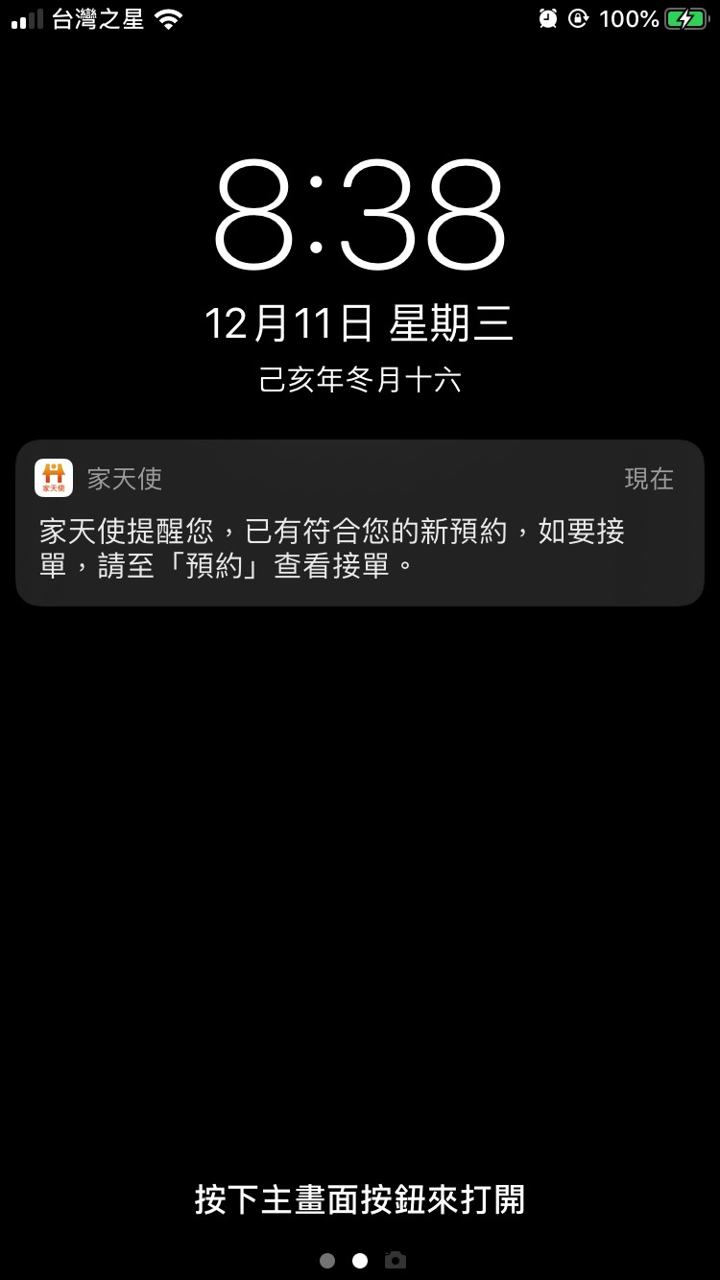 台灣之星 100%
8:38
12月11日 星期三
己亥年冬月十六
家天使 家天使 現在
家天使提醒您，已有符合您的新預約，如要接
單，請至「預約」查看接單。
按下主畫面按鈕來打開